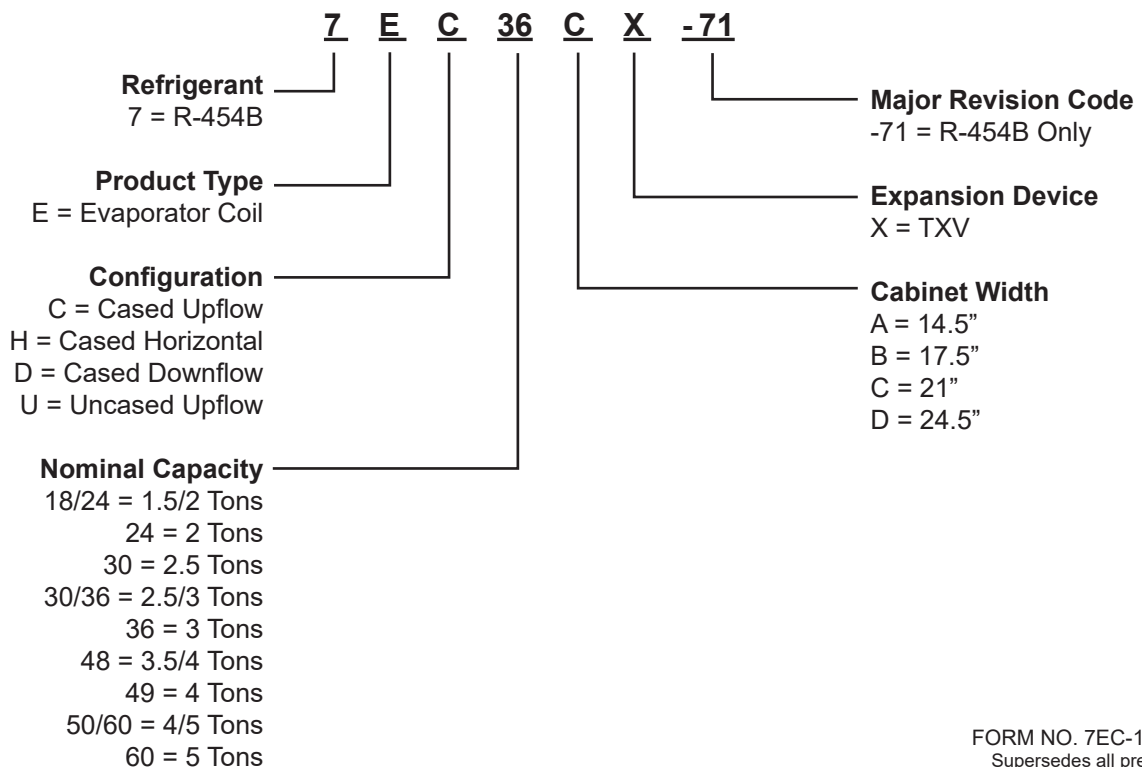 7 E C 36 C X -71
Refrigerant
7 = R-454B
Product Type
E = Evaporator Coil
Configuration
C = Cased Upflow
H = Cased Horizontal
D = Cased Downflow
U = Uncased Upflow
Nominal Capacity
18/24 = 1.5/2 Tons
24 = 2 Tons
30 = 2.5 Tons
30/36 = 2.5/3 Tons
36 = 3 Tons
48 = 3.5/4 Tons
49 = 4 Tons
50/60 = 4/5 Tons
60 = 5 Tons
Major Revision Code
-71 = R-454B Only
Expansion Device
X = TXV
Cabinet Width
A = 14.5”
B = 17.5”
C = 21”
D = 24.5”
FORM NO. 7EC-1
Supersedes all pre